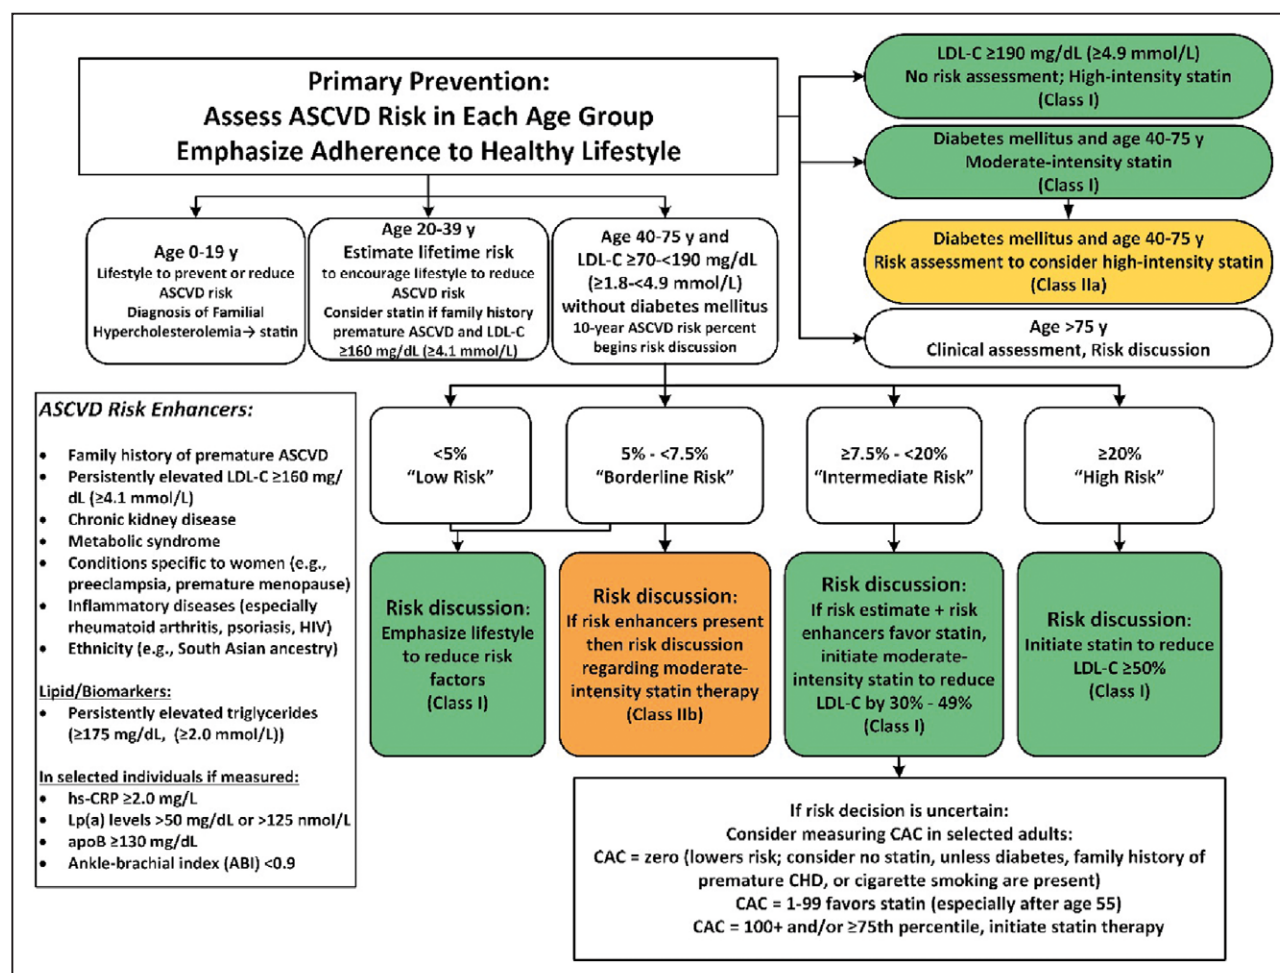 Primary Prevention:
Assess ASCVD Risk in Each Age Group
Emphasize Adherence to Healthy Lifestyle
LDL-C ≥190 mg/dL (≥4.9 mmol/L)
No risk assessment; High-intensity statin
(Class I)
Diabetes mellitus and age 40-75 y
Moderate-intensity statin
(Class I)
Diabetes mellitus and age 40-75 y
Risk assessment to consider high-intensity statin
(Class IIa)
Age >75 y
Clinical assessment, Risk discussion
Age 0-19 y
Lifestyle to prevent or reduce
ASCVD risk
Diagnosis of Familial
Hypercholesterolemia→ statin
Age 20-39 y
Estimate lifetime risk
to encourage lifestyle to reduce
ASCVD risk
Consider statin if family history
premature ASCVD and LDL-C
≥160 mg/dL (≥4.1 mmol/L)
Age 40-75 y and
LDL-C ≥70-<190 mg/dL
(≥1.8-<4.9 mmol/L)
without diabetes mellitus
10-year ASCVD risk percent
begins risk discussion
<5%
“Low Risk”
5% - <7.5%
“Borderline Risk”
≥7.5% - <20%
“Intermediate Risk”
≥20%
“High Risk”
Risk discussion:
Emphasize lifestyle
to reduce risk
factors
(Class I)
Risk discussion:
If risk enhancers present
then risk discussion
regarding moderate-
intensity statin therapy
(Class IIb)
Risk discussion:
If risk estimate + risk
enhancers favor statin,
initiate moderate-
intensity statin to reduce
LDL-C by 30% - 49%
(Class I)
Risk discussion:
Initiate statin to reduce
LDL-C ≥50%
(Class I)
If risk decision is uncertain:
Consider measuring CAC in selected adults:
CAC = zero (lowers risk; consider no statin, unless diabetes, family history of
premature CHD, or cigarette smoking are present)
CAC = 1-99 favors statin (especially after age 55)
CAC = 100+ and/or ≥75th percentile, initiate statin therapy
ASCVD Risk Enhancers:
• Family history of premature ASCVD
• Persistently elevated LDL-C ≥160 mg/
dL (≥4.1 mmol/L)
• Chronic kidney disease
• Metabolic syndrome
• Conditions specific to women (e.g.,
preeclampsia, premature menopause)
• Inflammatory diseases (especially
rheumatoid arthritis, psoriasis, HIV)
• Ethnicity (e.g., South Asian ancestry)
Lipid/Biomarkers:
• Persistently elevated triglycerides
(≥175 mg/dL, (≥2.0 mmol/L))
In selected individuals if measured:
• hs-CRP ≥2.0 mg/L
• Lp(a) levels >50 mg/dL or >125 nmol/L
• apoB ≥130 mg/dL
• Ankle-brachial index (ABI) <0.9